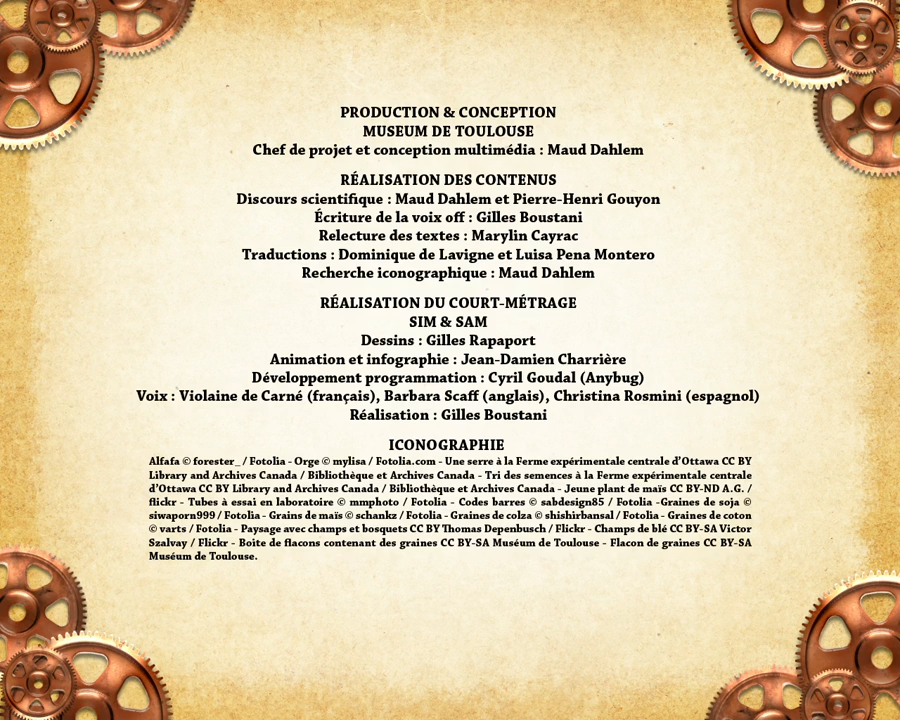 PRODUCTION & CONCEPTION
MUSEUM DE TOULOUSE
Chef de projet et conception multimédia : Maud Dahlem
RÉALISATION DES CONTENUS
Discours scientifique : Maud Dahlem et Pierre-Henri Gouyon
Écriture de la voix off : Gilles Boustani
Relecture des textes : Marylin Cayrac
Traductions : Dominique de Lavigne et Luisa Pena Montero
Recherche iconographique : Maud Dahlem
RÉALISATION DU COURT-MÉTRAGE
SIM & SAM
Dessins : Gilles Rapaport
Animation et infographie : Jean-Damien Charrière
Développement programmation : Cyril Goudal (Anybug)
Voix : Violaine de Carné (français), Barbara Scaff (anglais), Christina Rosmini (espagnol)
Réalisation : Gilles Boustani
ICONOGRAPHIE
Alfafa © forester_ / Fotolia - Orge © mylisa / Fotolia.com - Une serre à la Ferme expérimentale centrale d'Ottawa CC BY
Library and Archives Canada / Bibliothèque et Archives Canada - Tri des semences à la Ferme expérimentale centrale
d'Ottawa CC BY Library and Archives Canada / Bibliothèque et Archives Canada - Jeune plant de maïs CC BY-ND A.G. /
flickr - Tubes à essai en laboratoire © mmphoto / Fotolia - Codes barres © sabdesign85 / Fotolia -Graines de soja ©
siwaporn999 / Fotolia - Grains de maïs © schankz / Fotolia - Graines de colza © shishirbansal / Fotolia - Graines de coton
© varts / Fotolia - Paysage avec champs et bosquets CC BY Thomas Depenbusch / Flickr - Champs de blé CC BY-SA Victor
Szalvay / Flickr - Boite de flacons contenant des graines CC BY-SA Muséum de Toulouse - Flacon de graines CC BY-SA
Muséum de Toulouse.